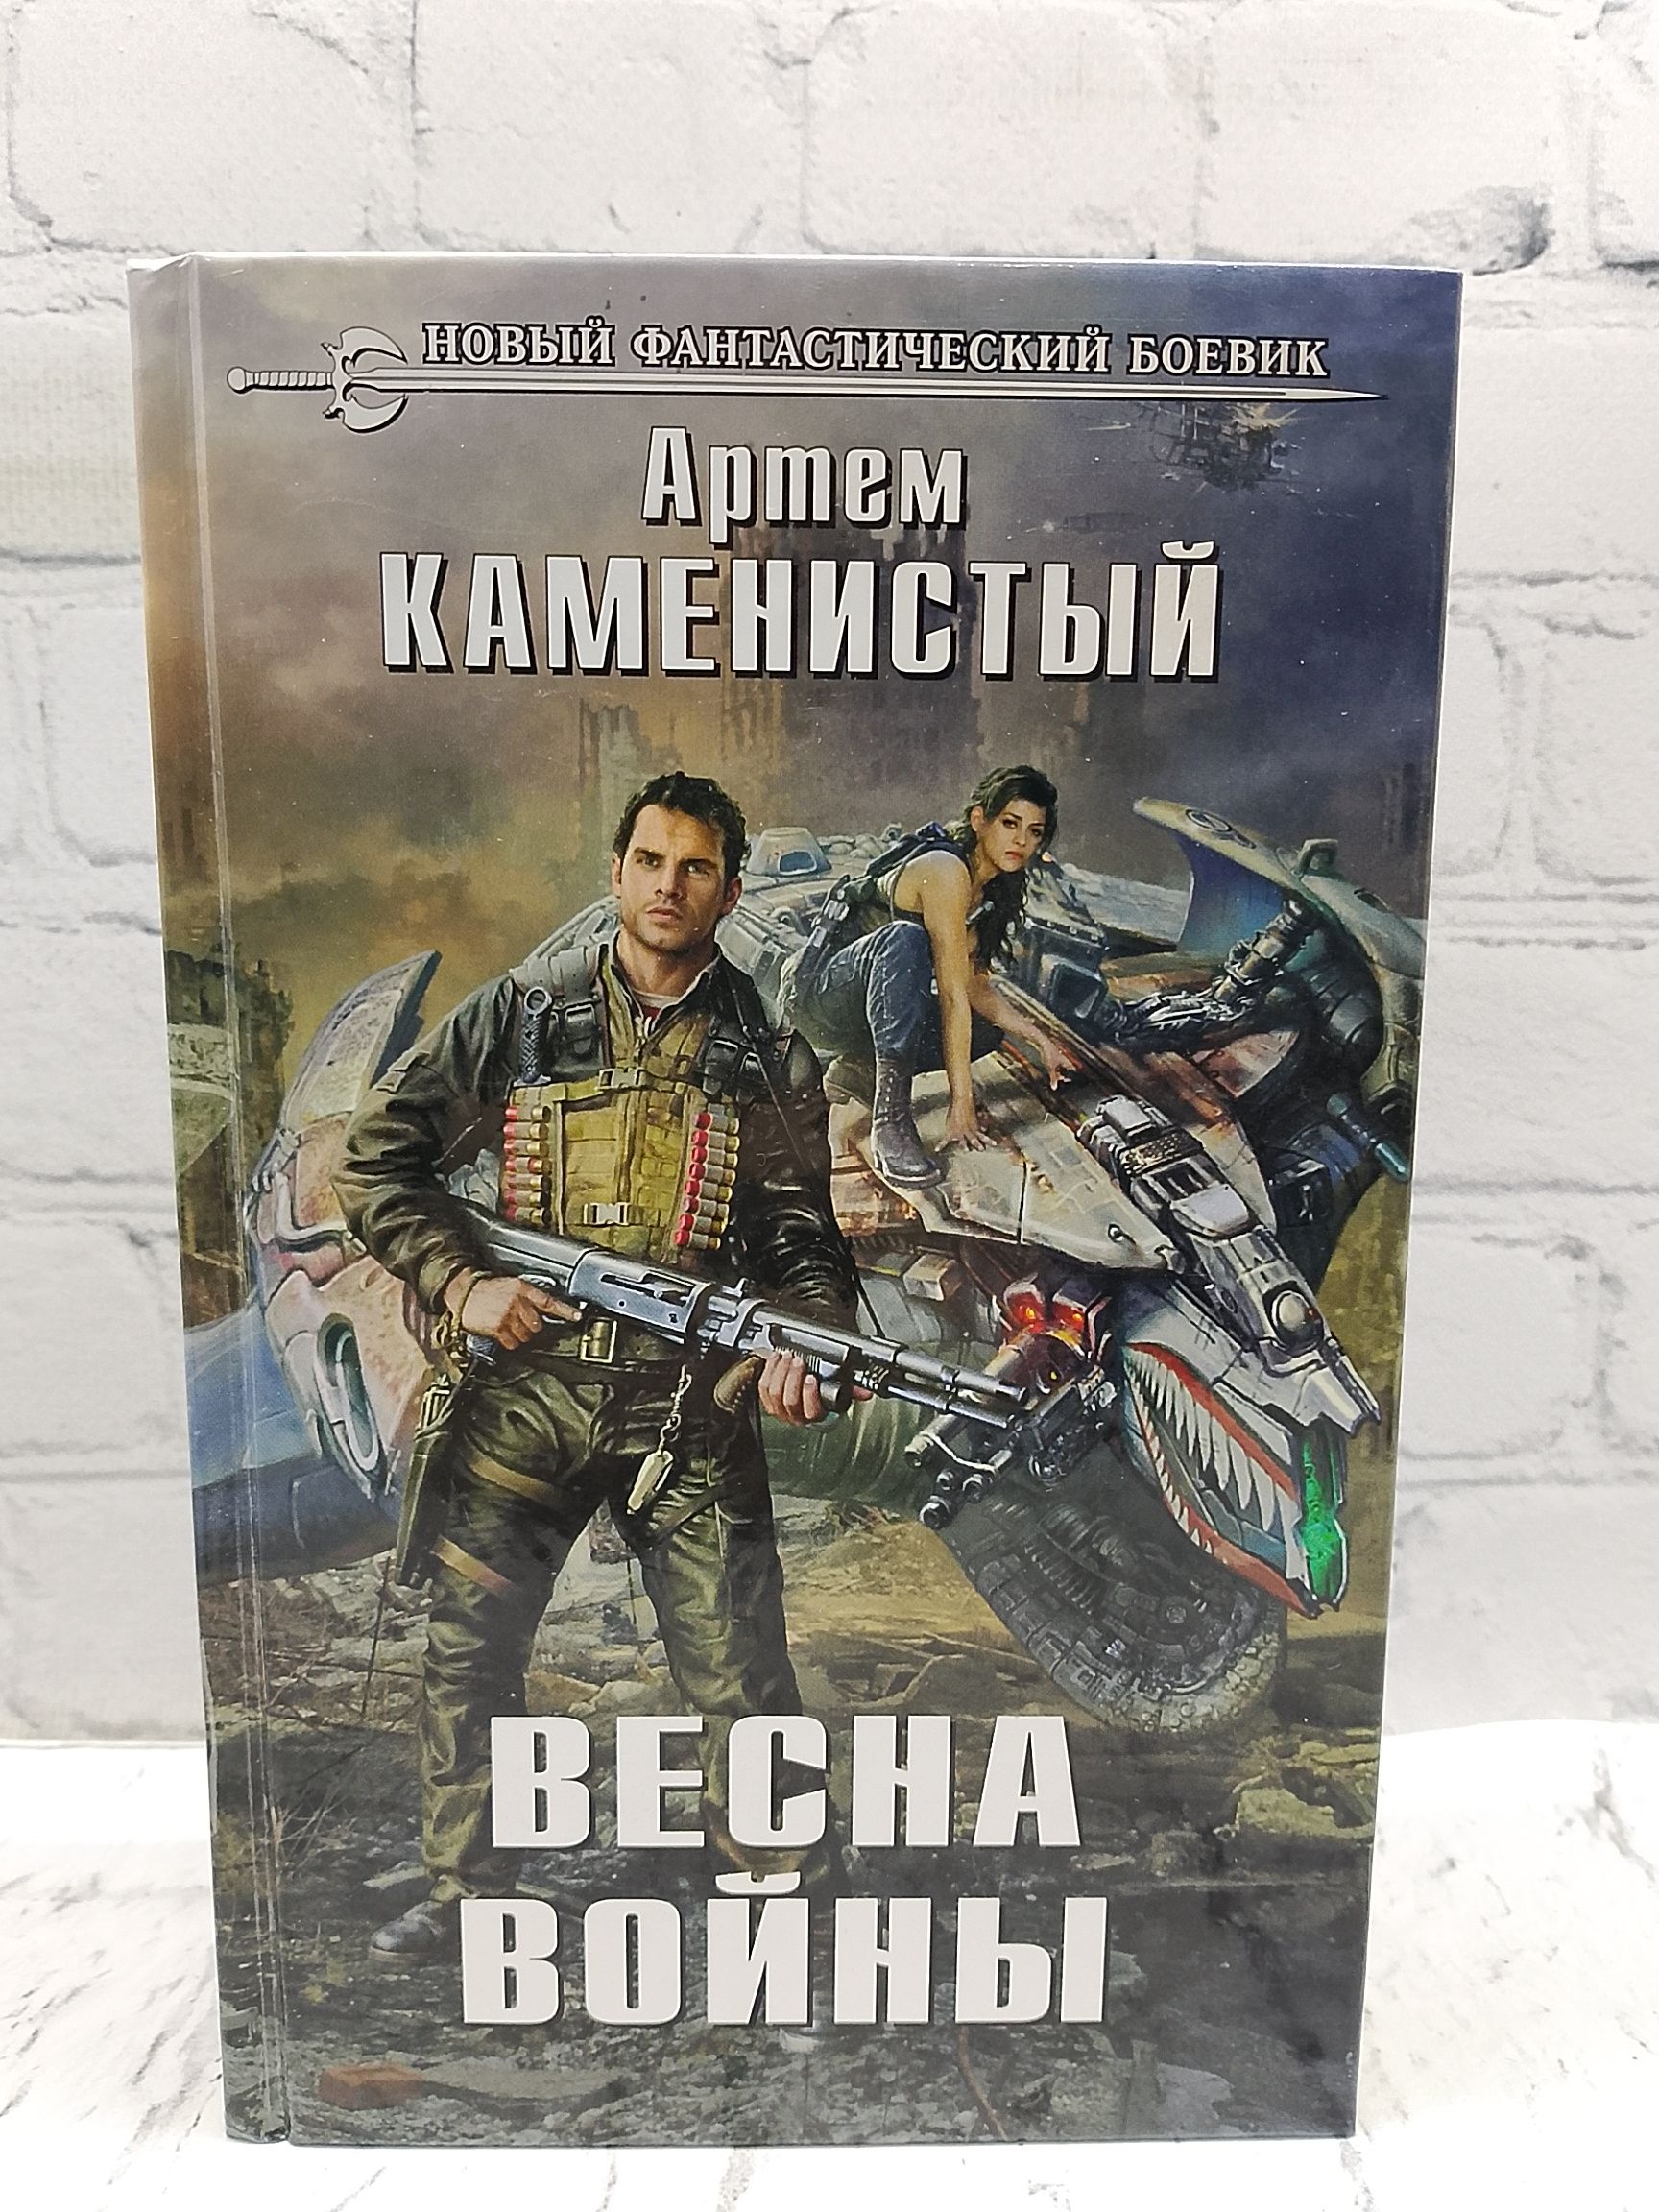 НОВЫЙ ФАНТАСТИЧЕСКИЙ БОЕВИК
Артем
КАМЕНИСТЫЙ
ВЕСНА
ВОЙНЫ